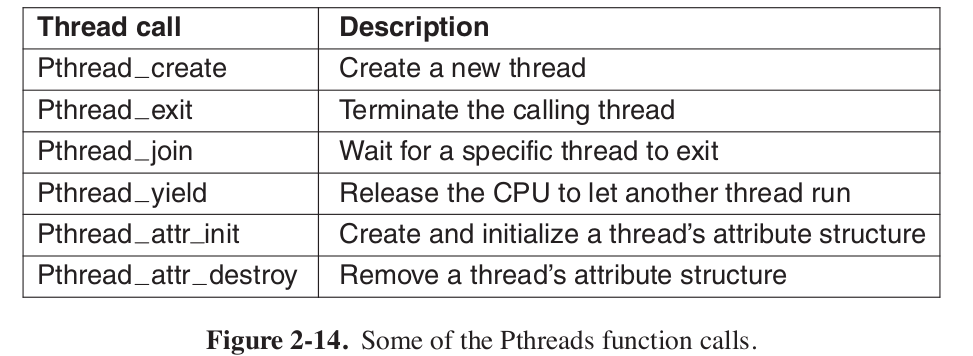 Thread call Description
Pthread_create Create a new thread
Pthread_exit Terminate the calling thread
Pthread_join Wait for a specific thread to exit
Pthread_yield Release the CPU to let another thread run
Pthread_attr_init Create and initialize a thread’s attribute structure
Pthread_attr_destroy Remove a thread’s attribute structure
Figure 2-14. Some of the Pthreads function calls.